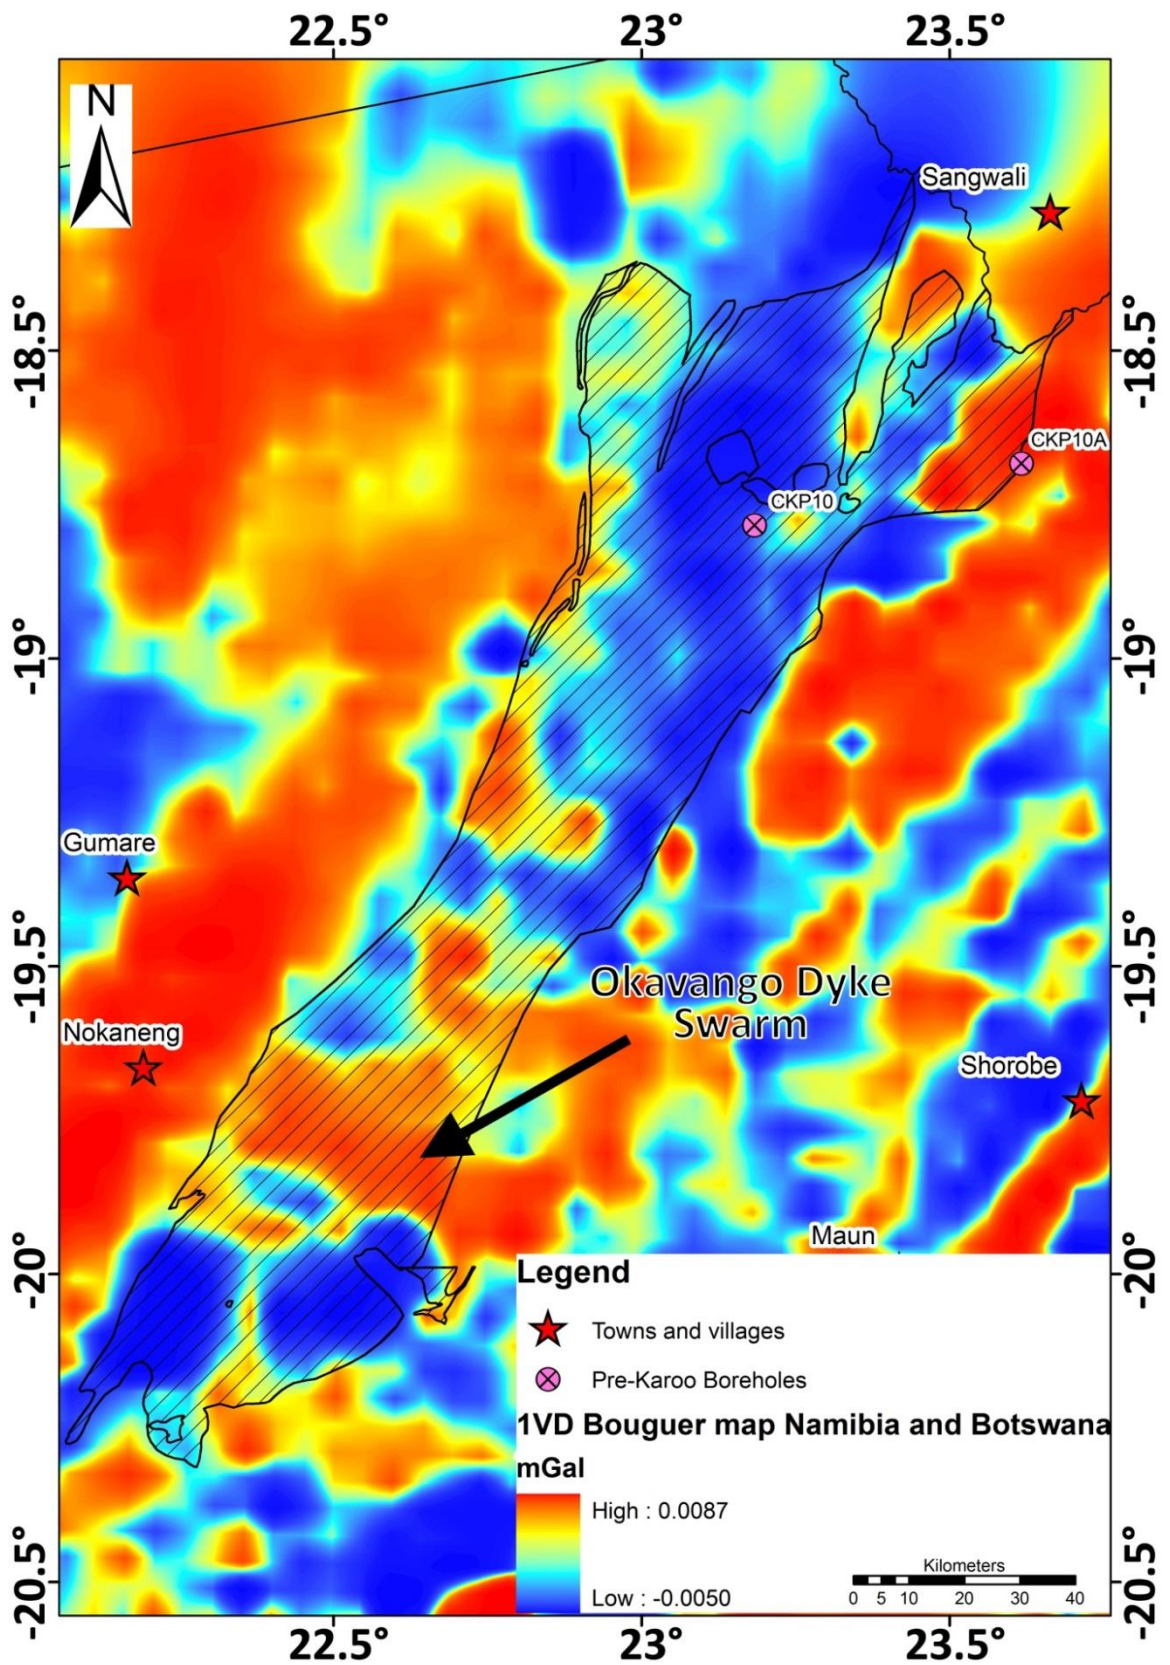 22.5° 23° 23.5°
N
Sangwali
-18.5° -18.5°
CKP10A
CKP10
-19° -19°
Gumare
-19.5° -19.5°
Okavango Dyke
Swarm
Nokaneng
Shorobe
Maun
-20° -20°
Legend
Towns and villages
Pre-Karoo Boreholes
1VD Bouguer map Namibia and Botswana
mGal
High : 0.0087
Low : -0.0050
Kilometers
0 5 10 20 30 40
-20.5° -20.5°
22.5° 23° 23.5°